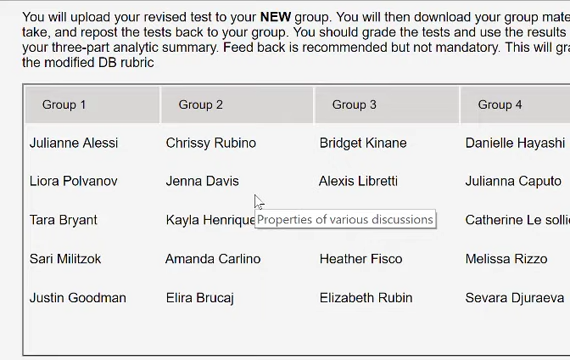 You will upload your revised test to your NEW group. You will then download your group mate
take, and repost the tests back to your group. You should grade the tests and use the results
your three-part analytic summary. Feed back is recommended but not mandatory. This will gra
the modified DB rubric
Group 1 Group 2 Group 3 Group 4
Julianne Alessi Chrissy Rubino Bridget Kinane Danielle Hayashi
Liora Polvanov Jenna Davis Alexis Libretti Julianna Caputo
Tara Bryant Kayla Henrique Properties of various discussions Catherine Le solli
Sari Militzok Amanda Carlino Heather Fisco Melissa Rizzo
Justin Goodman Elira Brucaj Elizabeth Rubin Sevara Djuraeva